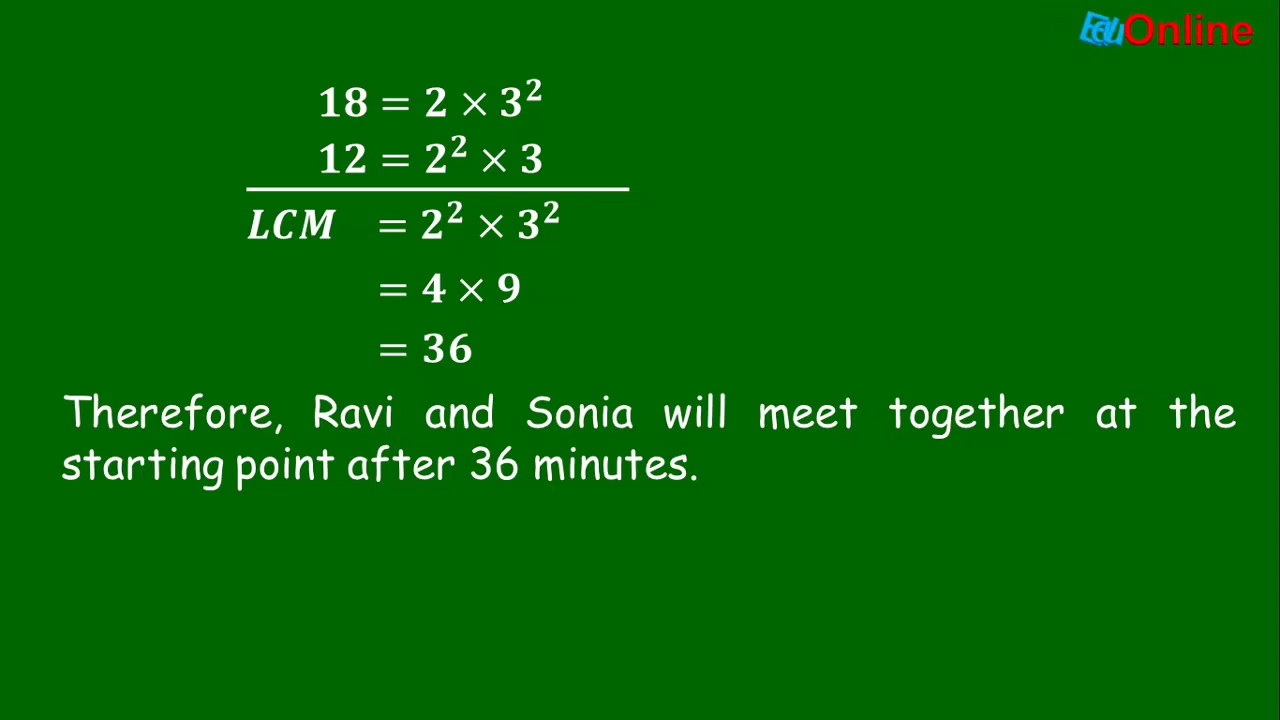 EduOnline
18 = 2 × 3²
12 = 2² × 3
LCM = 2² × 3²
= 4 × 9
= 36
Therefore, Ravi and Sonia will meet together at the
starting point after 36 minutes.